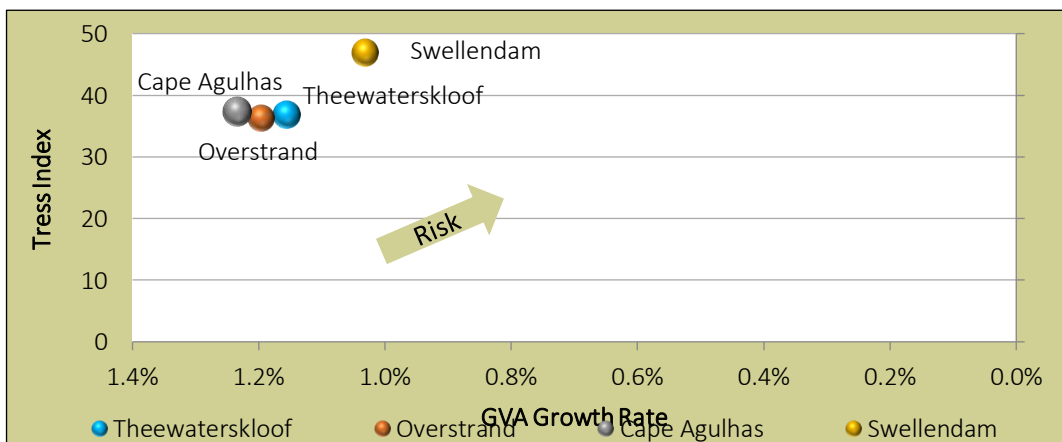 50
Swellendam
Cape Agulhas
Theewaterskloof
40
Overstrand
30
Tress Index
20
Risk
10
0
1.4% 1.2% 1.0% 0.8% 0.6% 0.4% 0.2% 0.0%
GVA Growth Rate
Theewaterskloof Overstrand Cape Agulhas Swellendam